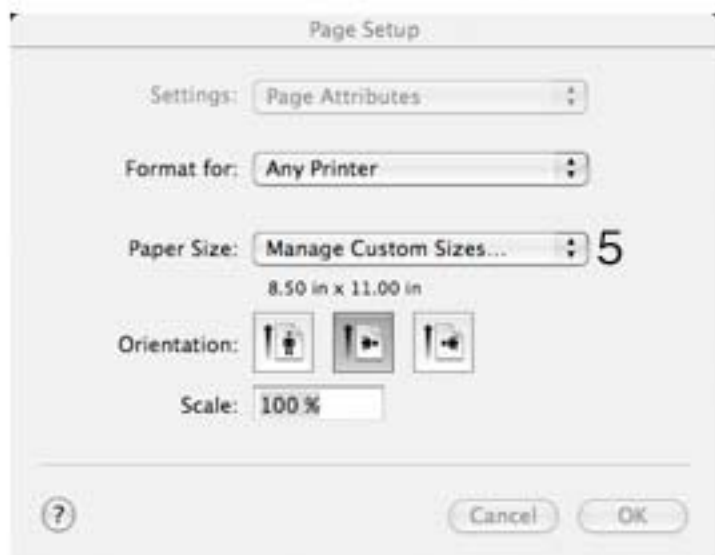 Page Setup
Settings: Page Attributes
Format for: Any Printer
Paper Size: Manage Custom Sizes... 5
8.50 in x 11.00 in
Orientation:
Scale: 100 %
? Cancel OK